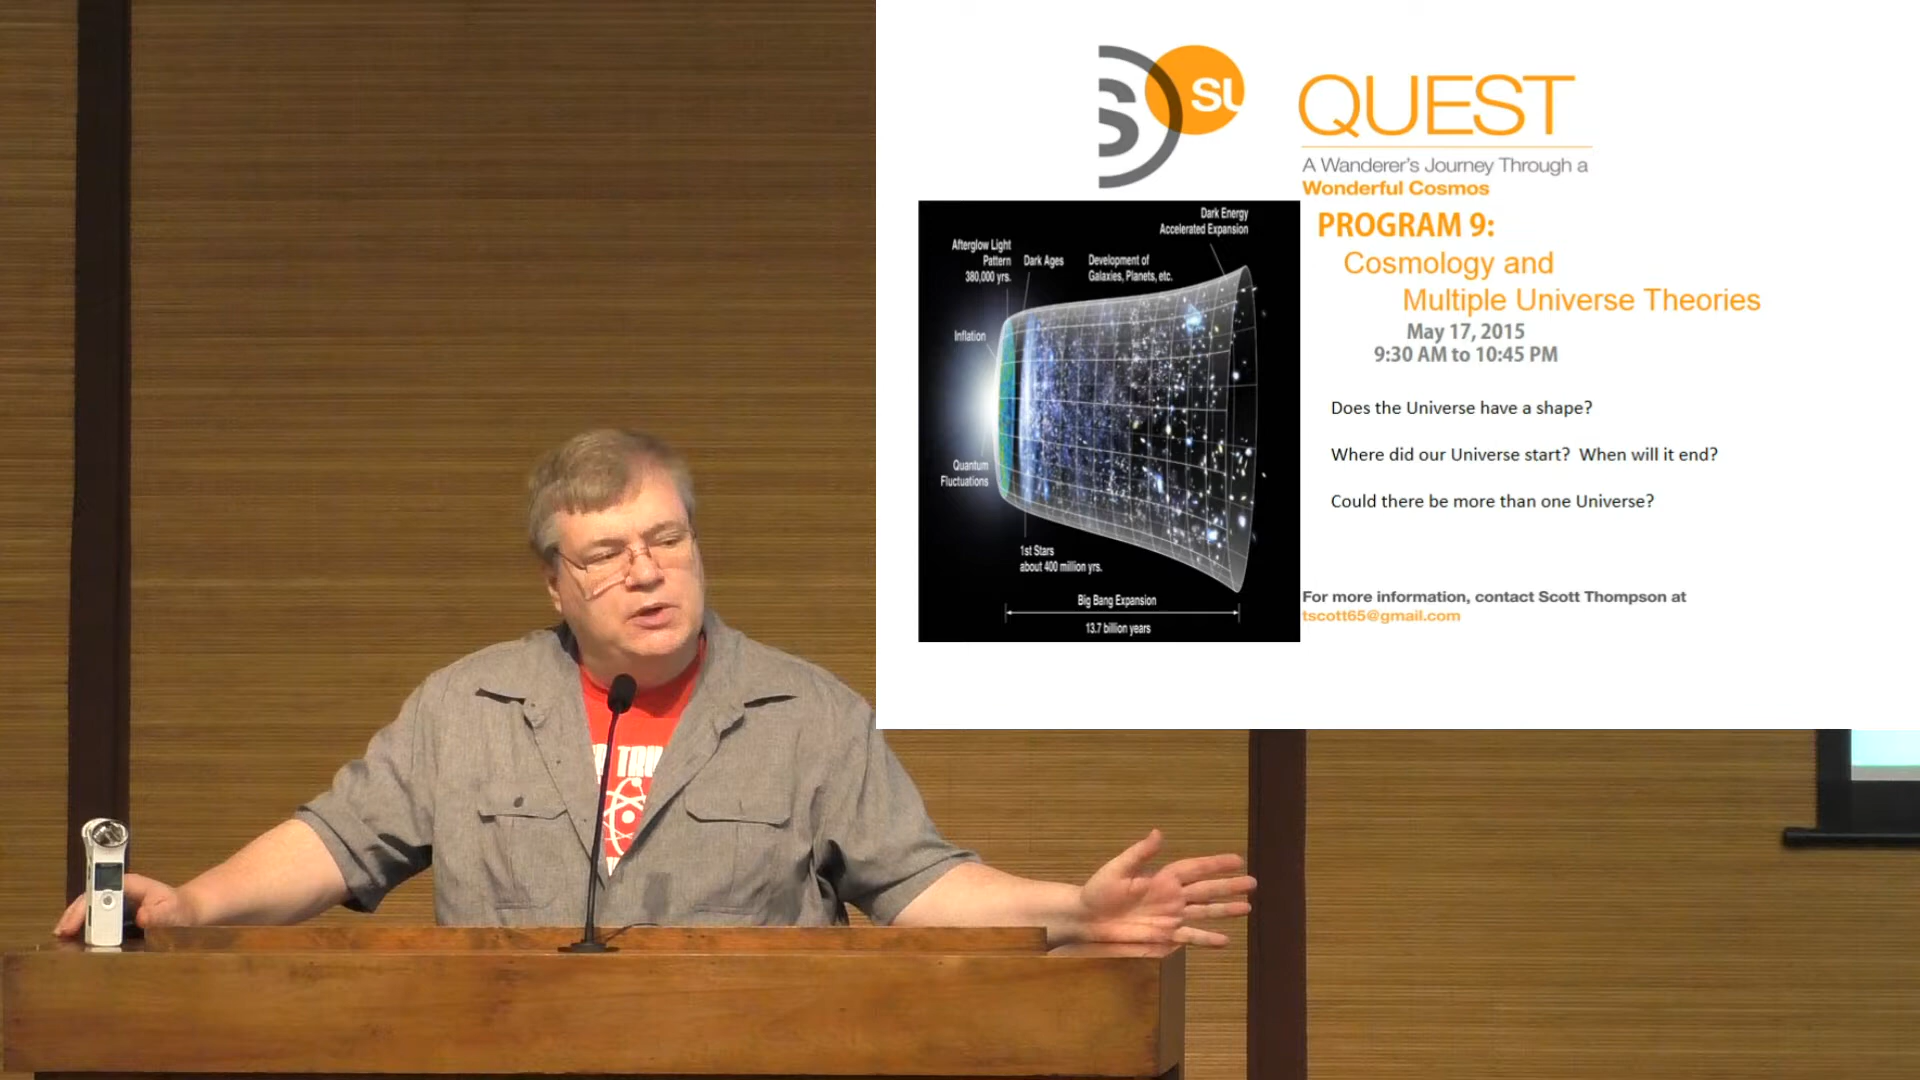 S
SU
QUEST
A Wanderer's Journey Through a
Wonderful Cosmos
Dark Energy
Accelerated Expansion
Afterglow Light
Pattern
380,000 yrs.
Dark Ages
Development of
Galaxies, Planets, etc.
Inflation
Quantum
Fluctuations
1st Stars
about 400 million yrs.
Big Bang Expansion
13.7 billion years
PROGRAM 9:
Cosmology and
Multiple Universe Theories
May 17, 2015
9:30 AM to 10:45 PM
Does the Universe have a shape?
Where did our Universe start?  When will it end?
Could there be more than one Universe?
For more information, contact Scott Thompson at
tscott65@gmail.com